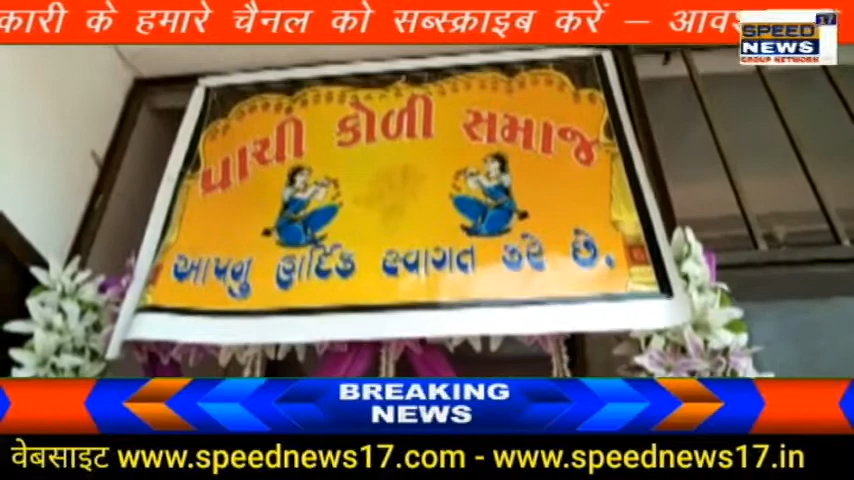 कारी के हमारे चैनल को सब्स्क्राइब करें – आवश
SPEED NEWS 17
GROUP NETWORK
પ્રાચી કોળી સમાજ
આપનુ હાર્દિક સ્વાગત કરે છે.
BREAKING
NEWS
वेबसाइट www.speednews17.com - www.speednews17.in